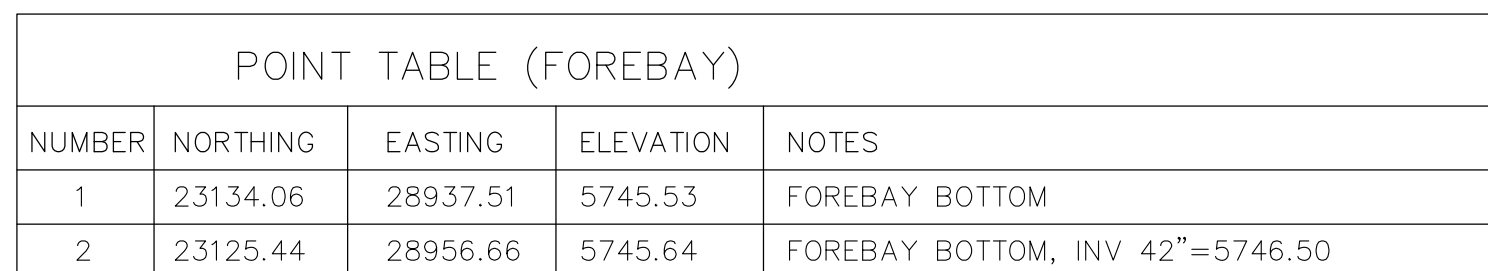 POINT TABLE (FOREBAY)
NUMBER NORTHING EASTING ELEVATION NOTES
1 23134.06 28937.51 5745.53 FOREBAY BOTTOM
2 23125.44 28956.66 5745.64 FOREBAY BOTTOM, INV 42”=5746.50